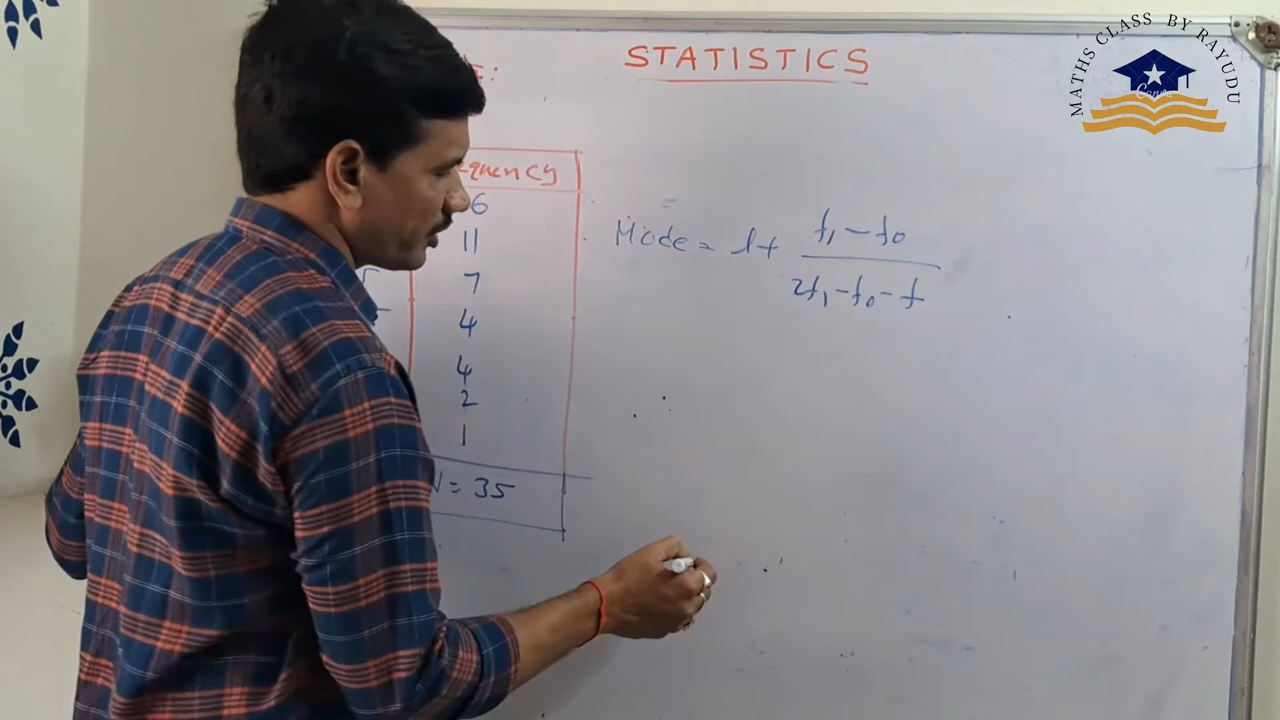 STATISTICS
MATHS CLASS BY RAYUDU
quency
6
11
7
4
4
2
1
= 35
Mode = l + f₁ - f₀
2f₁ - f₀ - f